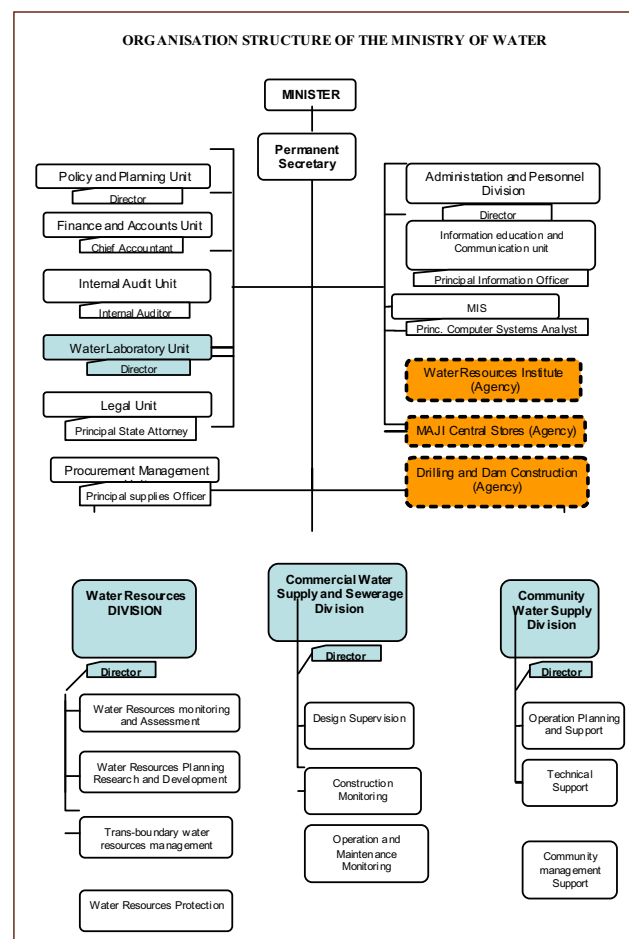 ORGANISATION STRUCTURE OF THE MINISTRY OF WATER
MINISTER
Permanent
Secretary
Policy and Planning Unit
Director
Finance and Accounts Unit
Chief Accountant
Internal Audit Unit
Internal Auditor
Water Laboratory Unit
Director
Legal Unit
Principal State Attorney
Procurement Management
Principal supplies Officer
Administration and Personnel
Division
Director
Information education and
Communication unit
Principal Information Officer
MIS
Princ. Computer Systems Analyst
Water Resources Institute
(Agency)
MAJI Central Stores (Agency)
Drilling and Dam Construction
(Agency)
Water Resources
DIVISION
Director
Water Resources monitoring
and Assessment
Water Resources Planning
Research and Development
Trans-boundary water
resources management
Water Resources Protection
Commercial Water
Supply and Sewerage
Division
Director
Design Supervision
Construction
Monitoring
Operation and
Maintenance
Monitoring
Community
Water Supply
Division
Director
Operation Planning
and Support
Technical
Support
Community
management
Support